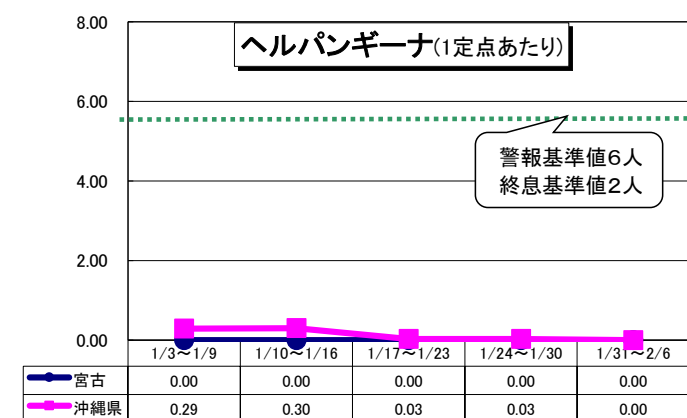 ヘルパンギーナ(1定点あたり)
8.00
6.00
4.00
2.00
0.00
警報基準値6人
終息基準値2人
1/3～1/9 1/10～1/16 1/17～1/23 1/24～1/30 1/31～2/6
宮古 0.00 0.00 0.00 0.00 0.00
沖縄県 0.29 0.30 0.03 0.03 0.00